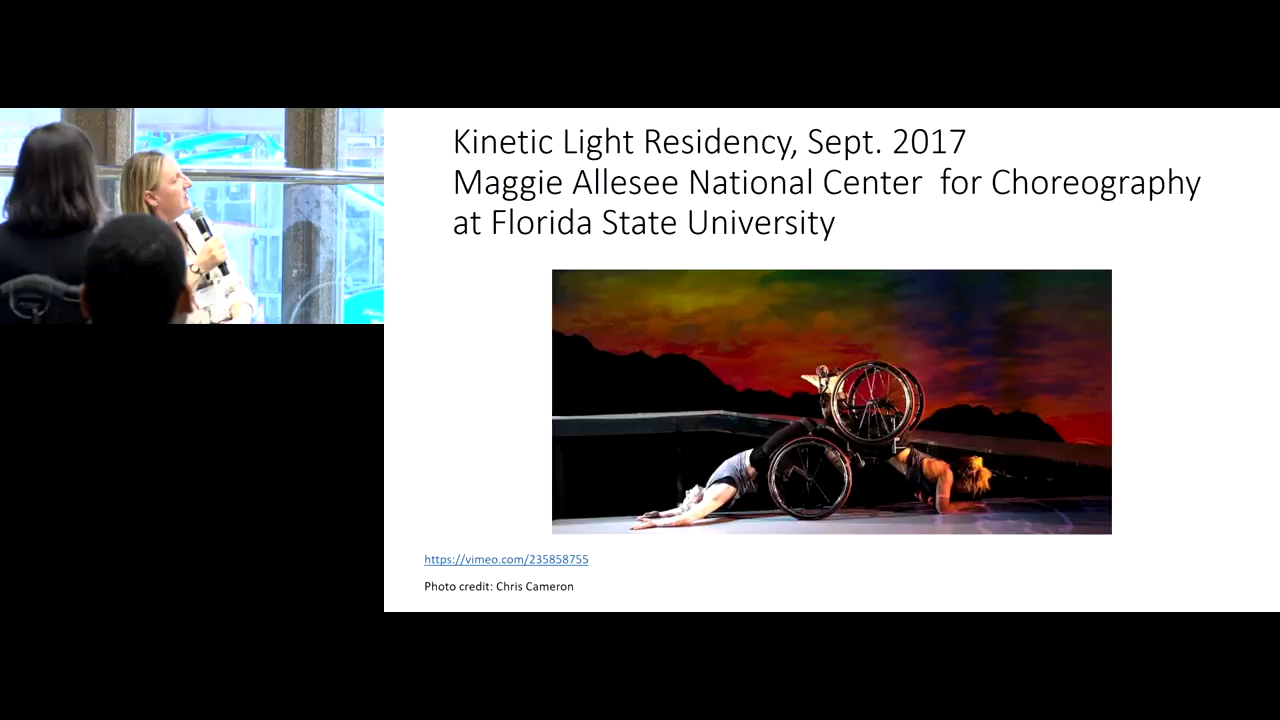 Kinetic Light Residency, Sept. 2017
Maggie Allesee National Center  for Choreography
at Florida State University
https://vimeo.com/235858755
Photo credit: Chris Cameron